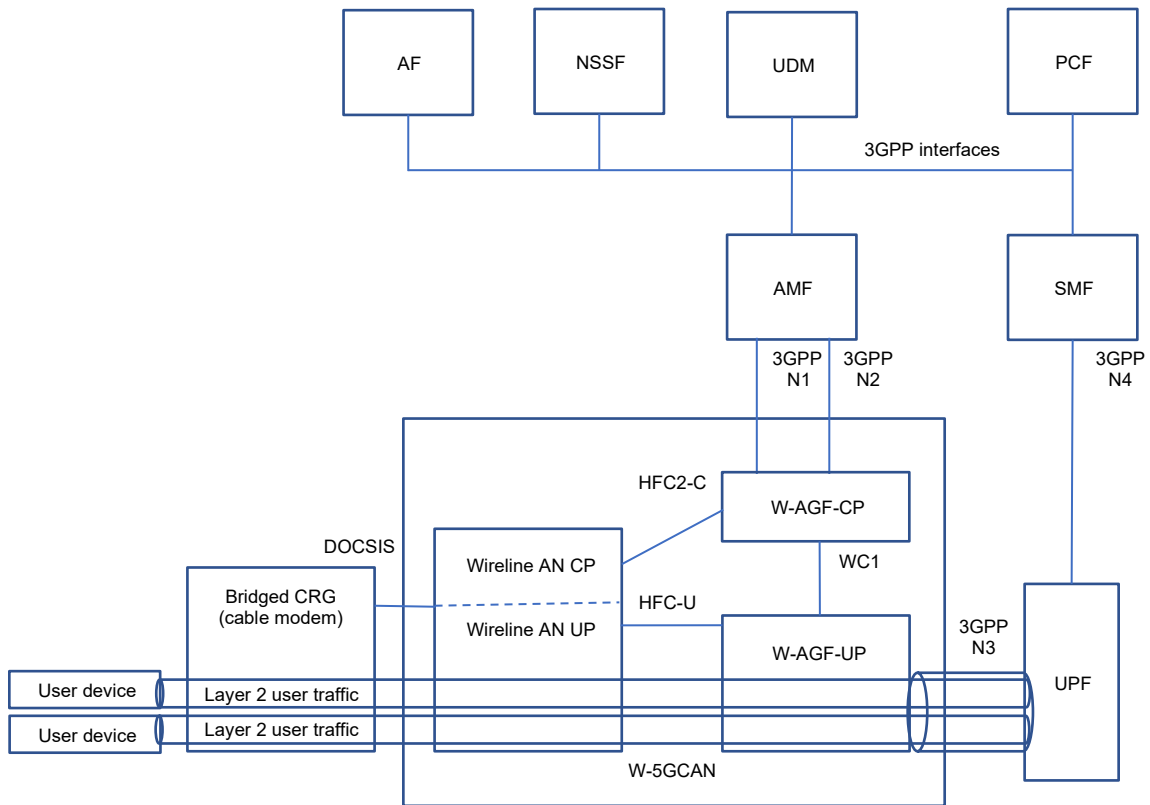 AF
NSSF
UDM
PCF
3GPP interfaces
AMF
SMF
3GPP
N1
3GPP
N2
3GPP
N4
HFC2-C
W-AGF-CP
DOCSIS
Wireline AN CP
WC1
Bridged CRG
(cable modem)
HFC-U
Wireline AN UP
3GPP
N3
W-AGF-UP
UPF
User device
Layer 2 user traffic
User device
Layer 2 user traffic
W-5GCAN